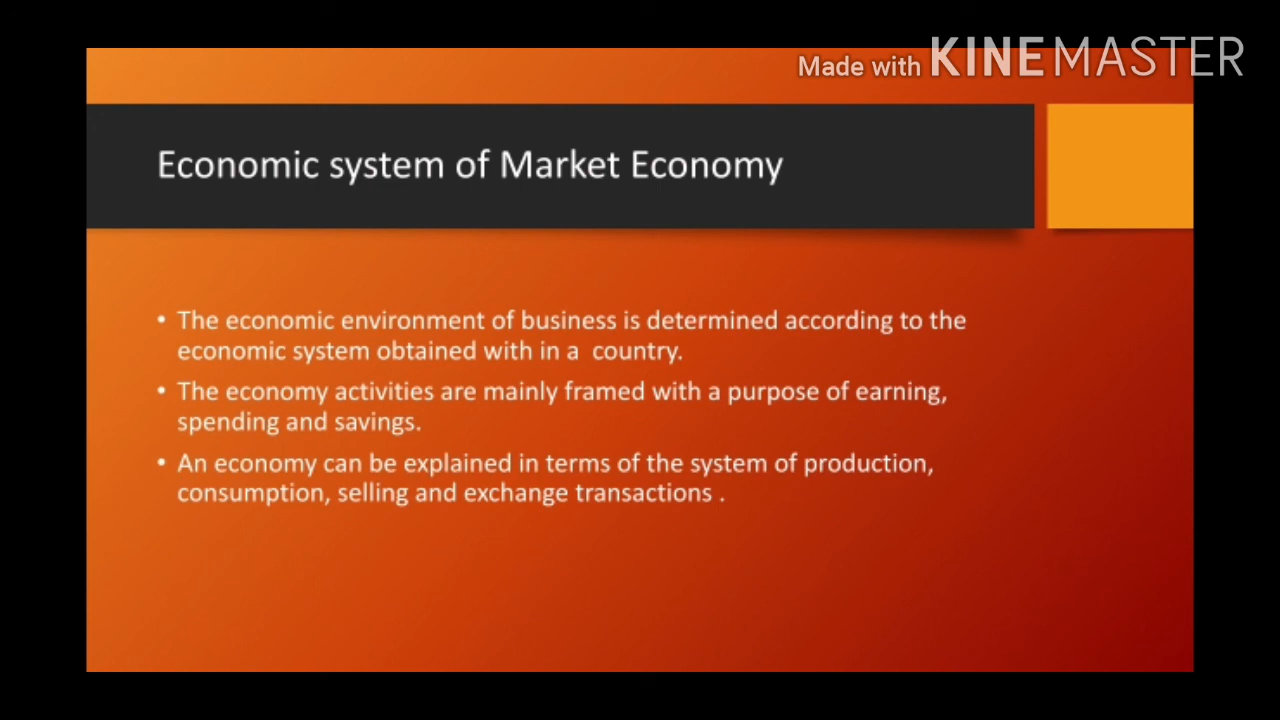 Made with KINEMASTER
Economic system of Market Economy
• The economic environment of business is determined according to the
economic system obtained with in a  country.
• The economy activities are mainly framed with a purpose of earning,
spending and savings.
• An economy can be explained in terms of the system of production,
consumption, selling and exchange transactions .